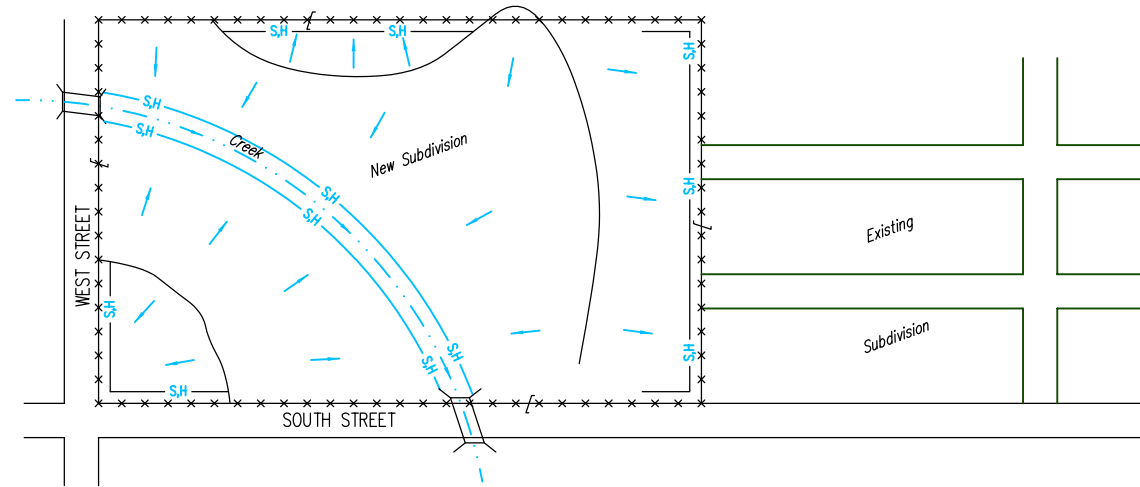 S,H
S,H
S,H
S,H
S,H
Creek
New Subdivision
S,H
S,H
S,H
WEST STREET
Existing
S,H
Subdivision
S,H
S,H
S,H
S,H
SOUTH STREET